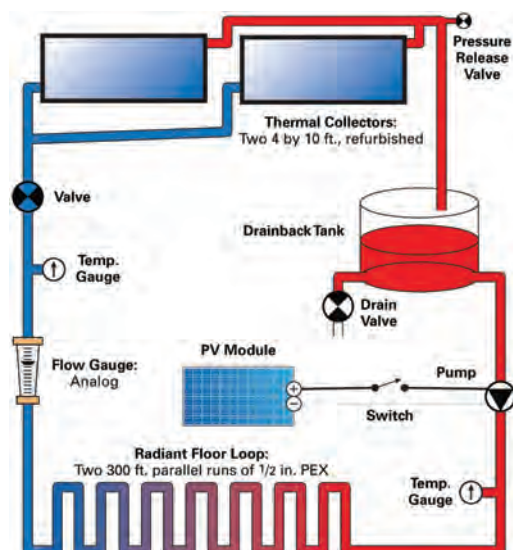 Pressure
Release
Valve
Thermal Collectors:
Two 4 by 10 ft., refurbished
Valve
Drainback Tank
Temp.
Gauge
Drain
Valve
Flow Gauge:
Analog
PV Module
+
−
Pump
Switch
Radiant Floor Loop:
Two 300 ft. parallel runs of 1/2 in. PEX
Temp.
Gauge